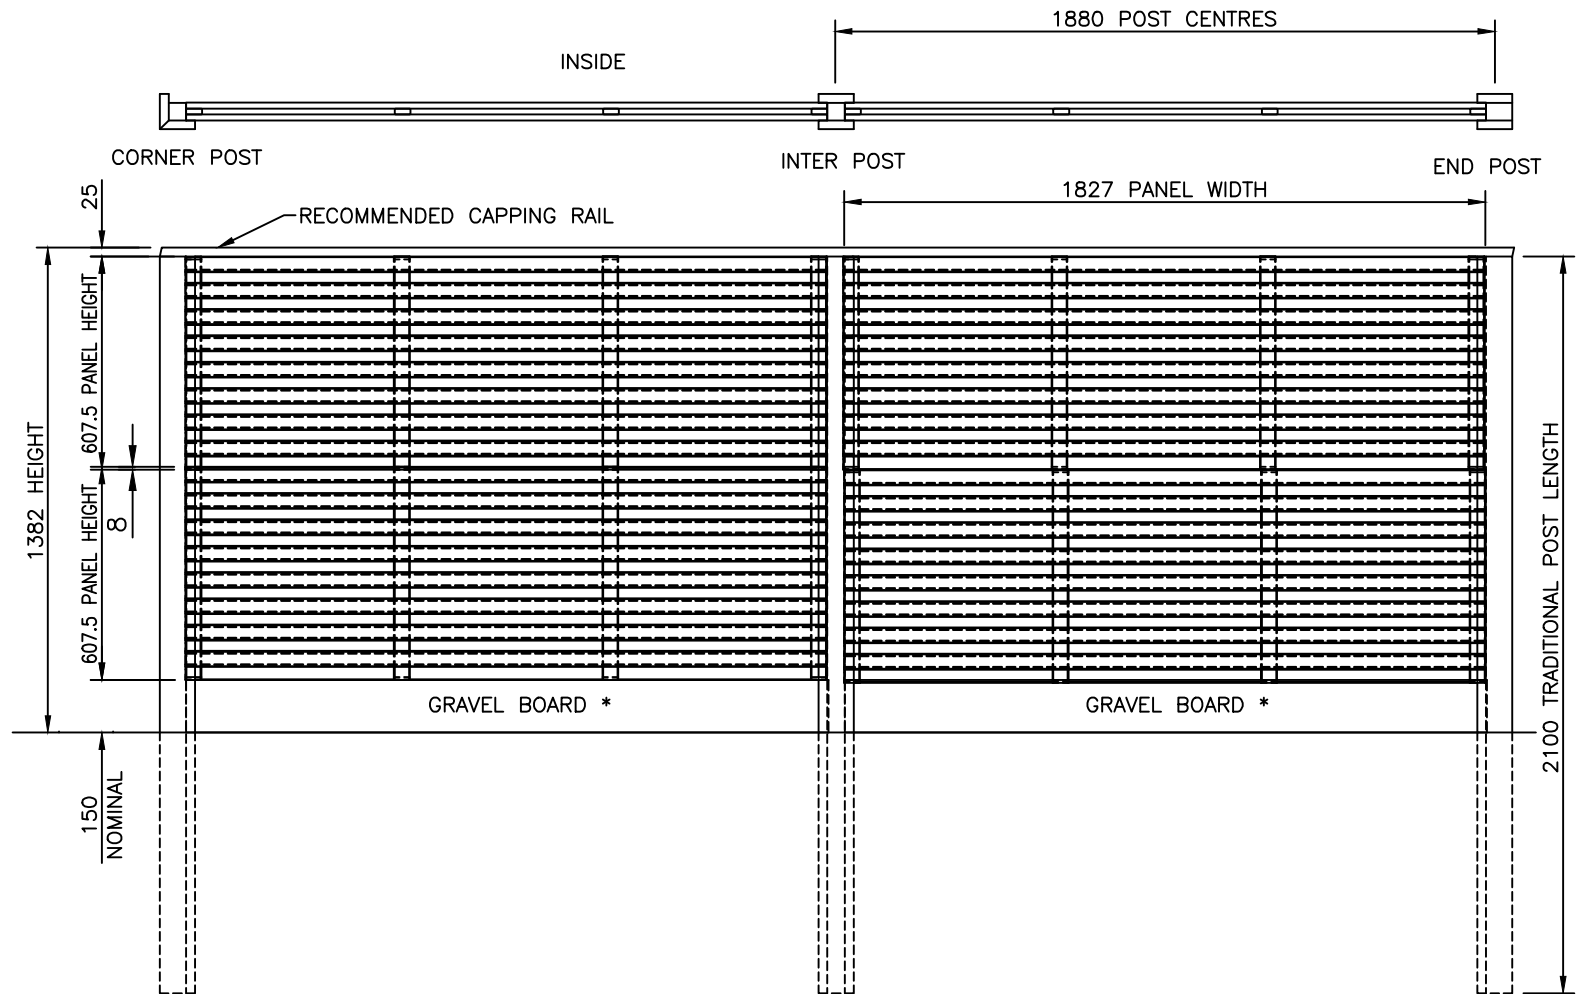 1880 POST CENTRES
INSIDE
CORNER POST
INTER POST
END POST
25
1827 PANEL WIDTH
RECOMMENDED CAPPING RAIL
607.5 PANEL HEIGHT
1382 HEIGHT
8
607.5 PANEL HEIGHT
2100 TRADITIONAL POST LENGTH
GRAVEL BOARD *
GRAVEL BOARD *
150
NOMINAL